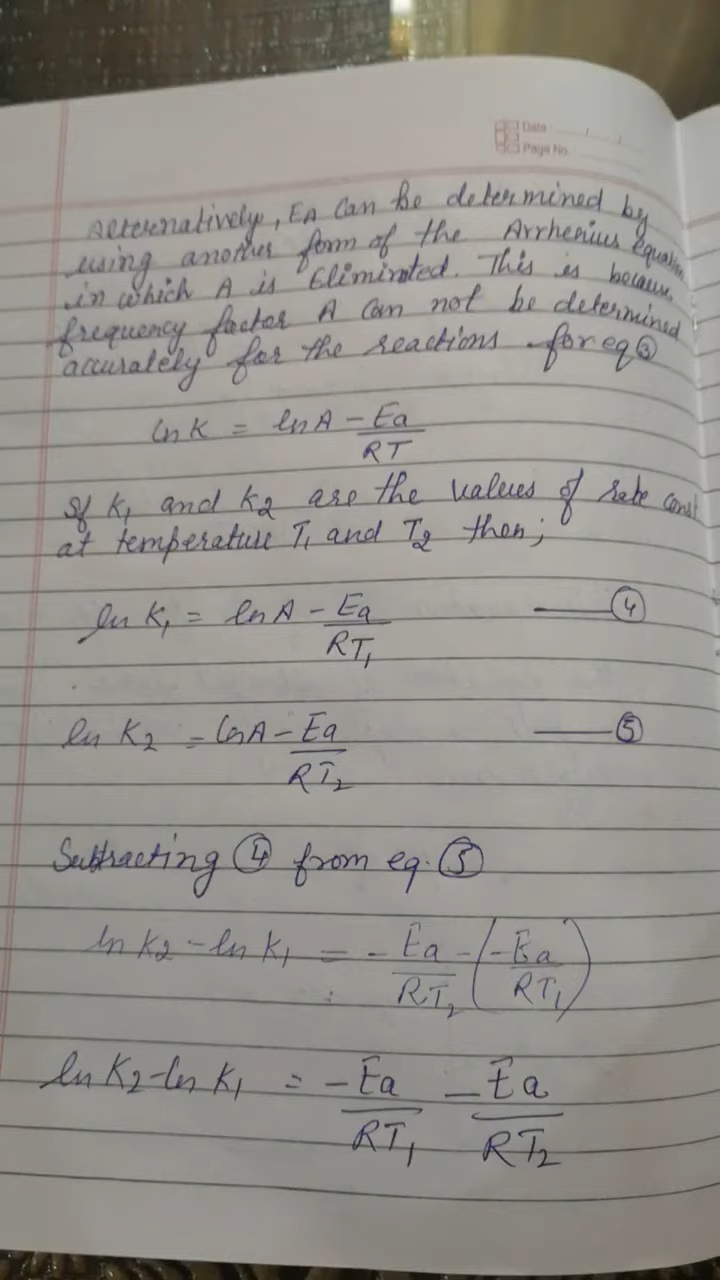 Date / /
Page No.
Alternatively, EA Can be determined by
using another form of the Arrhenius equation
in which A is Eliminated. This is because
frequency factor A can not be determined
accurately for the reactions for eq ③
ln K = ln A - Ea/RT
If K₁ and K₂ are the values of rate const
at temperature T₁ and T₂ then;
ln K₁ = ln A - Ea/RT₁ ——④
ln K₂ = ln A - Ea/RT₂ ——⑤
Subtracting ④ from eq. ⑤
ln K₂ - ln K₁ = - Ea/RT₂ - (- Ea/RT₁)
ln K₂ - ln K₁ = - Ea/RT₁ - Ea/RT₂